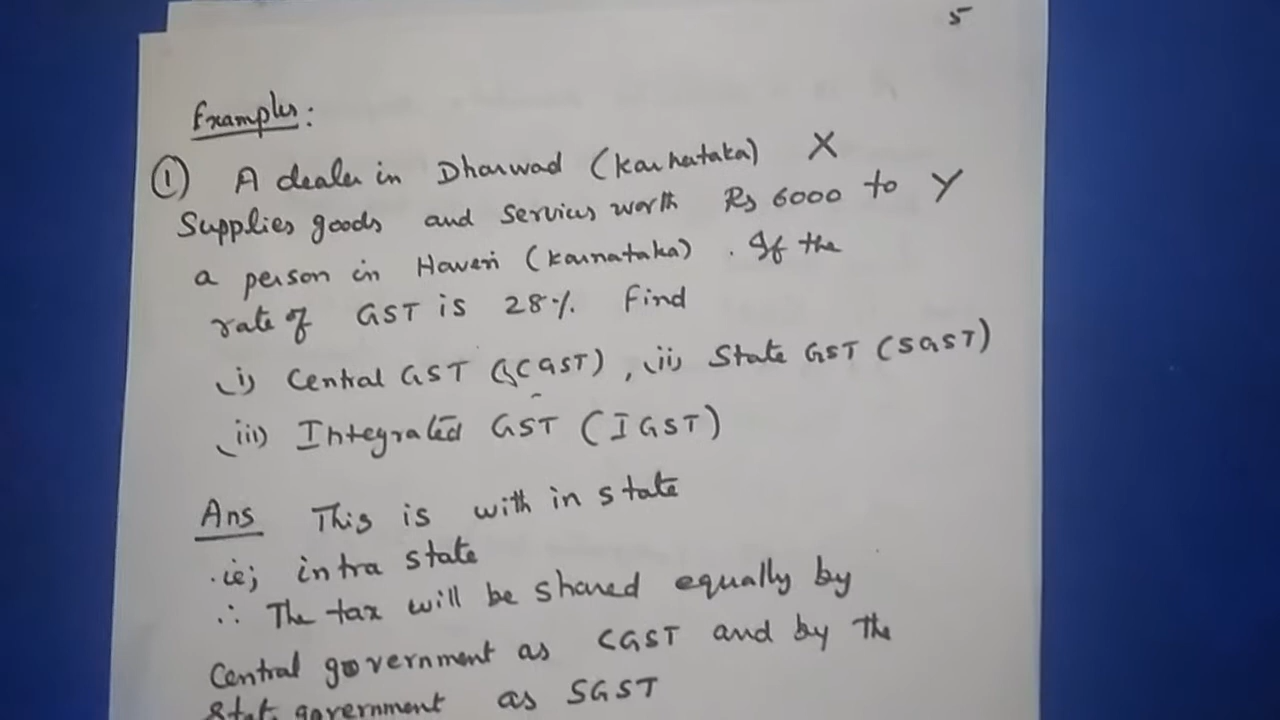 5
Examples:
① A dealer in Dharwad (Karnataka) X
Supplies goods and Services worth Rs 6000 to Y
a person in Haveri (Karnataka). If the
rate of GST is 28% Find
(i) Central GST (CGST), (ii) State GST (SGST)
(iii) Integrated GST (IGST)
Ans This is with in state
.ie; intra state
∴ The tax will be shared equally by
Central government as CGST and by the
State government as SGST